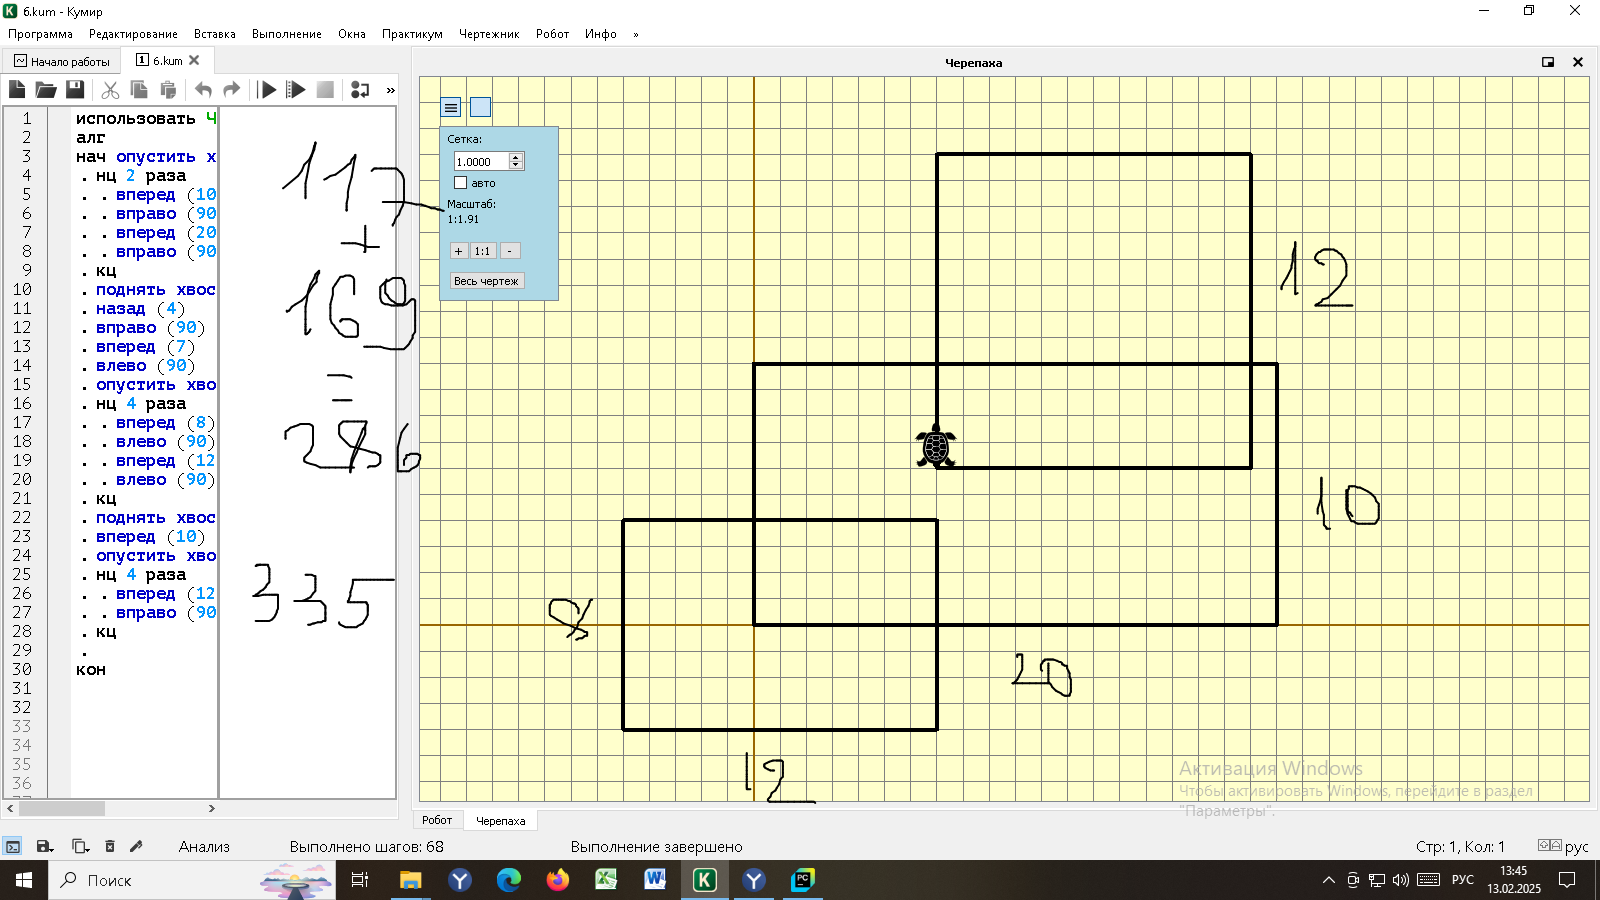 6.kum - Кумир
Программа Редактирование Вставка Выполнение Окна Практикум Чертежник Робот Инфо »
Начало работы 1 6.kum
Черепаха
»
1 использовать Ч
2 алг
3 нач опустить х
4 . нц 2 раза
5 . . вперед (10
6 . . вправо (90
7 . . вперед (20
8 . . вправо (90
9 . кц
10 . поднять хвос
11 . назад (4)
12 . вправо (90)
13 . вперед (7)
14 . влево (90)
15 . опустить хво
16 . нц 4 раза
17 . . вперед (8)
18 . . влево (90)
19 . . вперед (12
20 . . влево (90)
21 . кц
22 . поднять хвос
23 . вперед (10)
24 . опустить хво
25 . нц 4 раза
26 . . вперед (12
27 . . вправо (90
28 . кц
29 .
30 кон
31
32
33
34
35
36
117
+
169
=
286
335
Сетка:
1.0000
авто
Масштаб:
1:1.91
+ 1:1 -
Весь чертеж
12
10
8
20
12
Активация Windows
Чтобы активировать Windows, перейдите в раздел
"Параметры".
Робот Черепаха
Анализ Выполнено шагов: 68 Выполнение завершено Стр: 1, Кол: 1 рус
Поиск РУС 13:45
13.02.2025